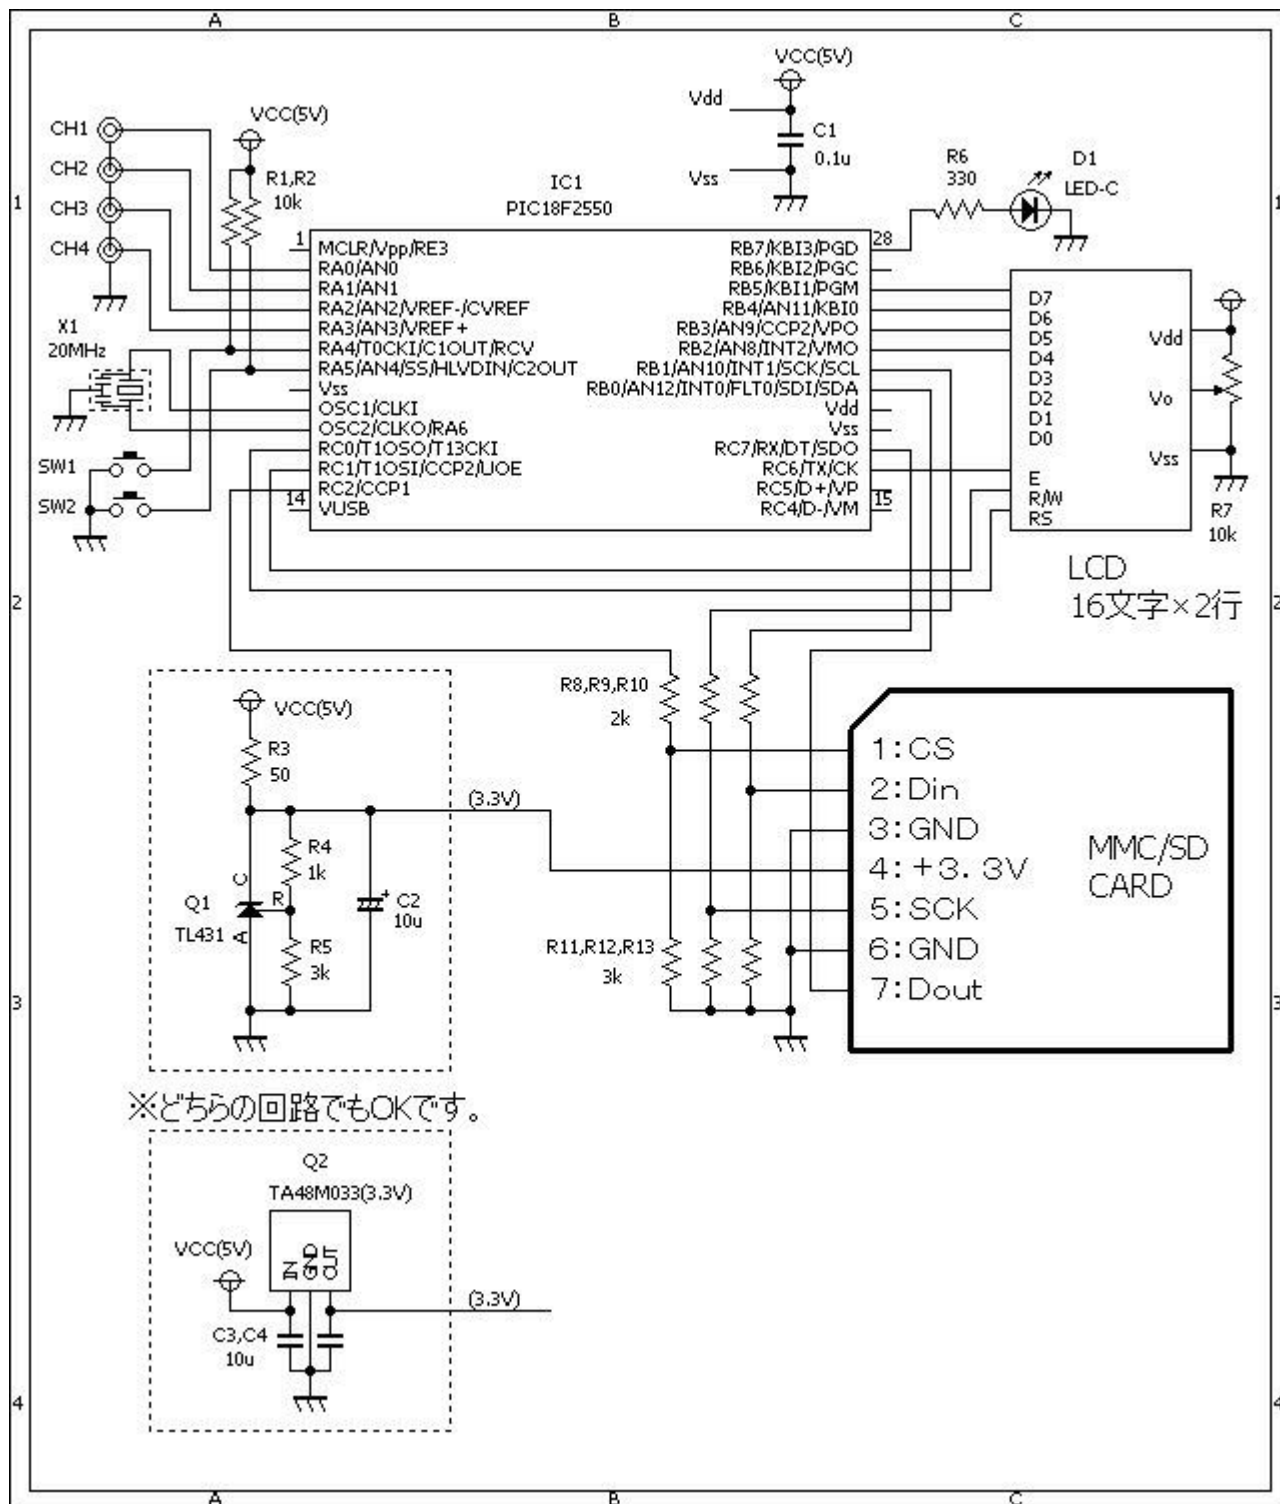 A B C
VCC(5V)
Vdd
C1
0.1u
Vss
CH1
CH2
CH3
CH4
VCC(5V)
R1,R2
10k
R6
330
D1
LED-C
1 1
IC1
PIC18F2550
1
28
MCLR/Vpp/RE3
RA0/AN0
RA1/AN1
RA2/AN2/VREF-/CVREF
RA3/AN3/VREF+
RA4/T0CKI/C1OUT/RCV
RA5/AN4/SS/HLVDIN/C2OUT
Vss
OSC1/CLKI
OSC2/CLKO/RA6
RC0/T1OSO/T13CKI
RC1/T1OSI/CCP2/UOE
RC2/CCP1
VUSB
14
RB7/KBI3/PGD
RB6/KBI2/PGC
RB5/KBI1/PGM
RB4/AN11/KBI0
RB3/AN9/CCP2/VPO
RB2/AN8/INT2/VMO
RB1/AN10/INT1/SCK/SCL
RB0/AN12/INT0/FLT0/SDI/SDA
Vdd
Vss
RC7/RX/DT/SDO
RC6/TX/CK
RC5/D+/VP
RC4/D-/VM
15
X1
20MHz
SW1
SW2
D7
D6
D5
D4
D3
D2
D1
D0
E
R/W
RS
Vdd
Vo
Vss
R7
10k
LCD
16文字×2行
2 2
VCC(5V)
R3
50
(3.3V)
R4
1k
C
R
A
Q1
TL431
C2
+
10u
R5
3k
R8,R9,R10
2k
R11,R12,R13
3k
1:CS
2:Din
3:GND
4:+3.3V
5:SCK
6:GND
7:Dout
MMC/SD
CARD
3 3
※どちらの回路でもOKです。
Q2
TA48M033(3.3V)
VCC(5V)
IN
GND
OUT
(3.3V)
C3,C4
10u
4 4
A B C